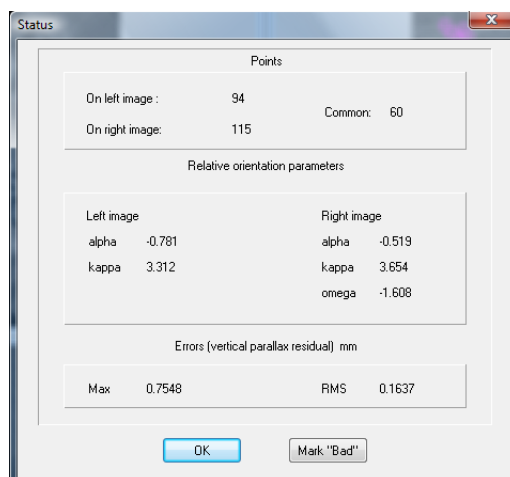 Status
Points
On left image : 94
Common: 60
On right image: 115
Relative orientation parameters
Left image Right image
alpha -0.781 alpha -0.519
kappa 3.312 kappa 3.654
omega -1.608
Errors (vertical parallax residual) mm
Max 0.7548 RMS 0.1637
OK Mark "Bad"